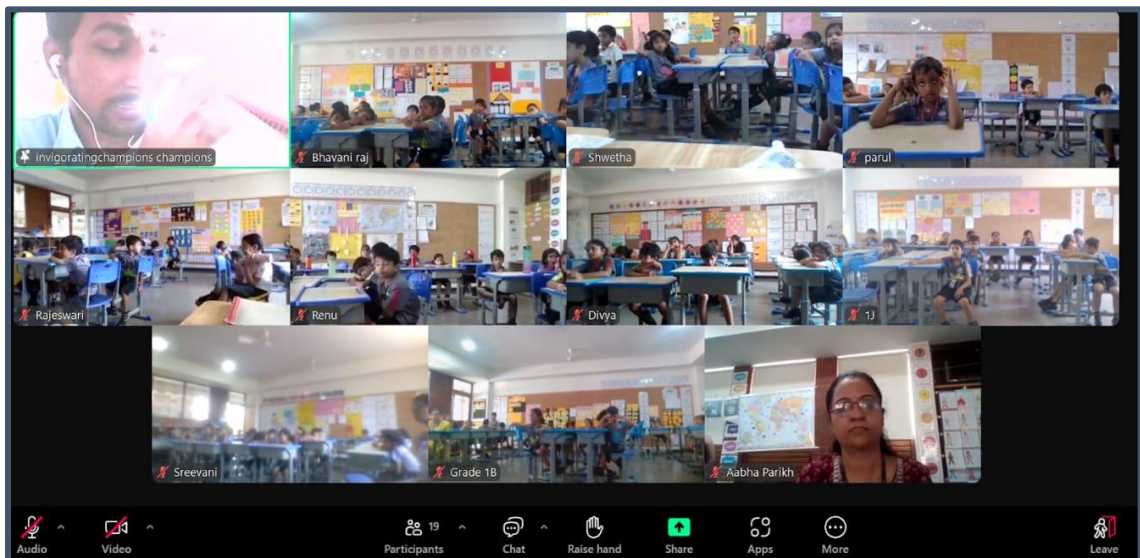 invigoratingchampions champions
Bhavani raj
Shwetha
parul
Rajeswari
Renu
Divya
1J
Sreevani
Grade 1B
Aabha Parikh
Audio
Video
Participants
19
Chat
Raise hand
Share
Apps
More
Leave